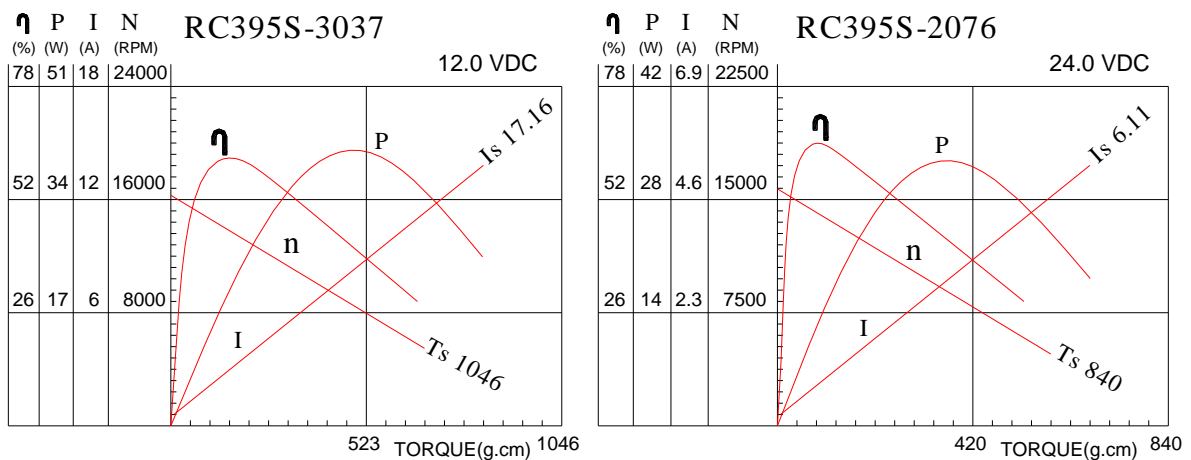 η P I N RC395S-3037
(%) (W) (A) (RPM)
78 51 18 24000 12.0 VDC
η P Is 17.16
52 34 12 16000
n
26 17 6 8000
I Ts 1046
523 TORQUE(g.cm) 1046
η P I N RC395S-2076
(%) (W) (A) (RPM)
78 42 6.9 22500 24.0 VDC
η P Is 6.11
52 28 4.6 15000
n
26 14 2.3 7500
I Ts 840
420 TORQUE(g.cm) 840